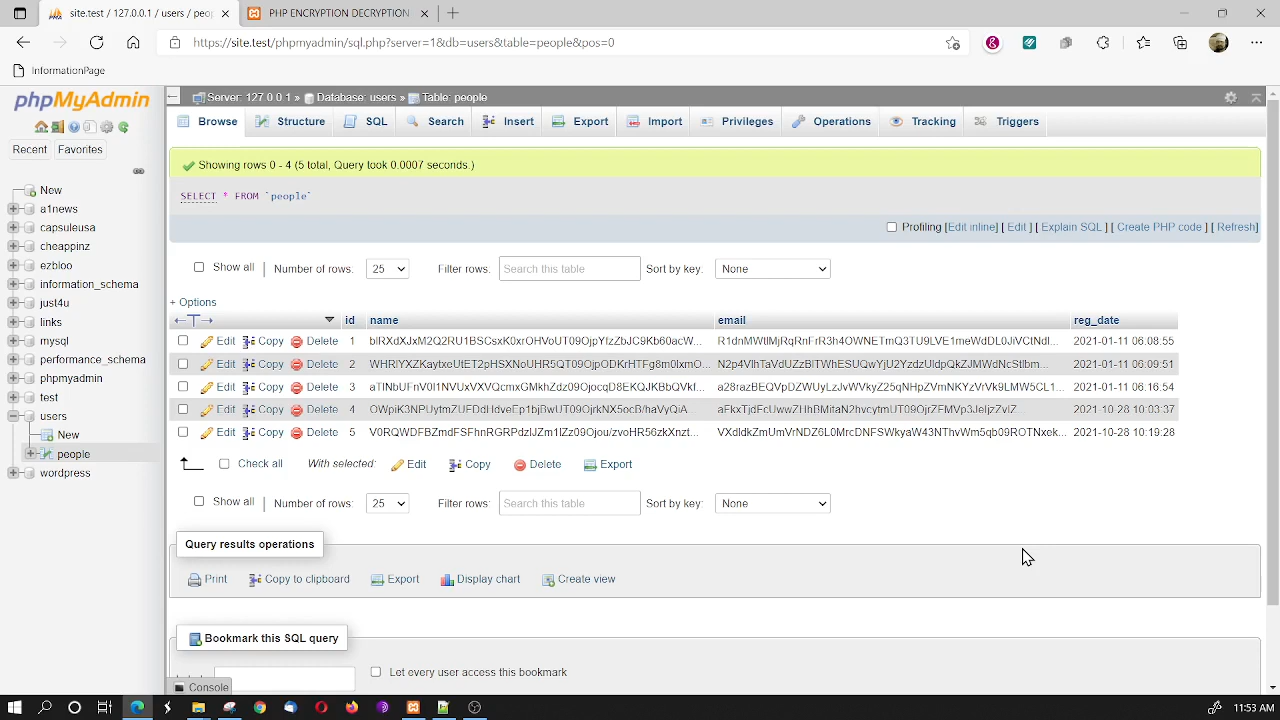 site.test / 127.0.0.1 / users / peo
PHP ENCRYPTION DECRYPTION
https://site.test/phpmyadmin/sql.php?server=1&db=users&table=people&pos=0
InformationPage
phpMyAdmin
Recent Favorites
New
a1news
capsuleusa
cheappinz
ezbloo
information_schema
just4u
links
mysql
performance_schema
phpmyadmin
test
users
New
people
wordpress
Server: 127.0.0.1 » Database: users » Table: people
Browse Structure SQL Search Insert Export Import Privileges Operations Tracking Triggers
Showing rows 0 - 4 (5 total, Query took 0.0007 seconds.)
SELECT * FROM `people`
Profiling [Edit inline] [ Edit ] [ Explain SQL ] [ Create PHP code ] [ Refresh]
Show all Number of rows: 25 Filter rows: Search this table Sort by key: None
+ Options
←T→ id name email reg_date
Edit Copy Delete 1 2021-01-11 06:08:55
Edit Copy Delete 2 2021-01-11 06:09:51
Edit Copy Delete 3 2021-01-11 06:16:54
Edit Copy Delete 4 2021-10-28 10:03:37
Edit Copy Delete 5 2021-10-28 10:19:28
Check all With selected: Edit Copy Delete Export
Show all Number of rows: 25 Filter rows: Search this table Sort by key: None
Query results operations
Print Copy to clipboard Export Display chart Create view
Bookmark this SQL query
Let every user access this bookmark
Console
11:53 AM